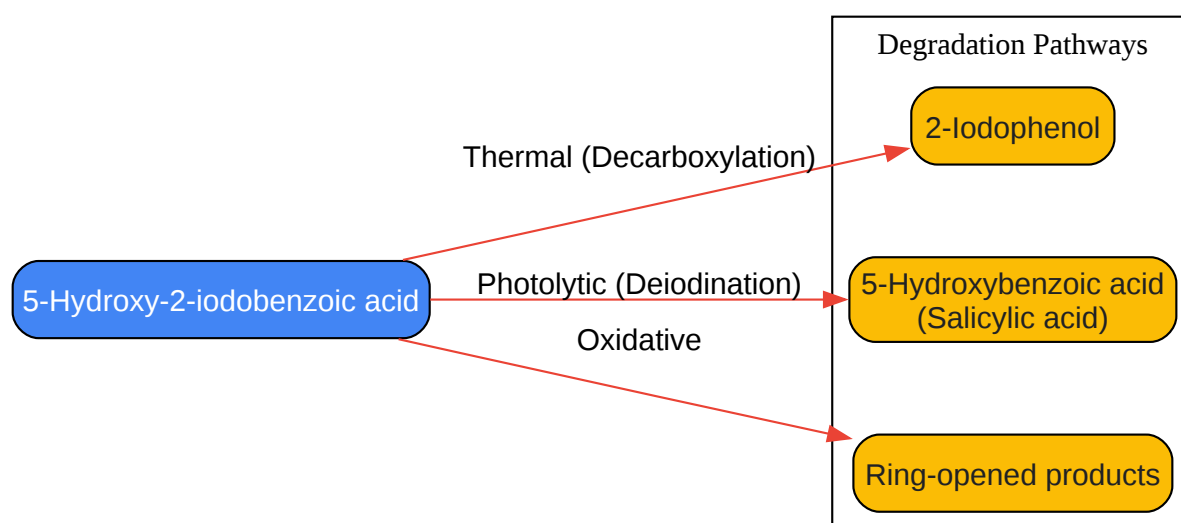 Degradation Pathways
2-Iodophenol
Thermal (Decarboxylation)
5-Hydroxy-2-iodobenzoic acid
Photolytic (Deiodination)
5-Hydroxybenzoic acid
(Salicylic acid)
Oxidative
Ring-opened products